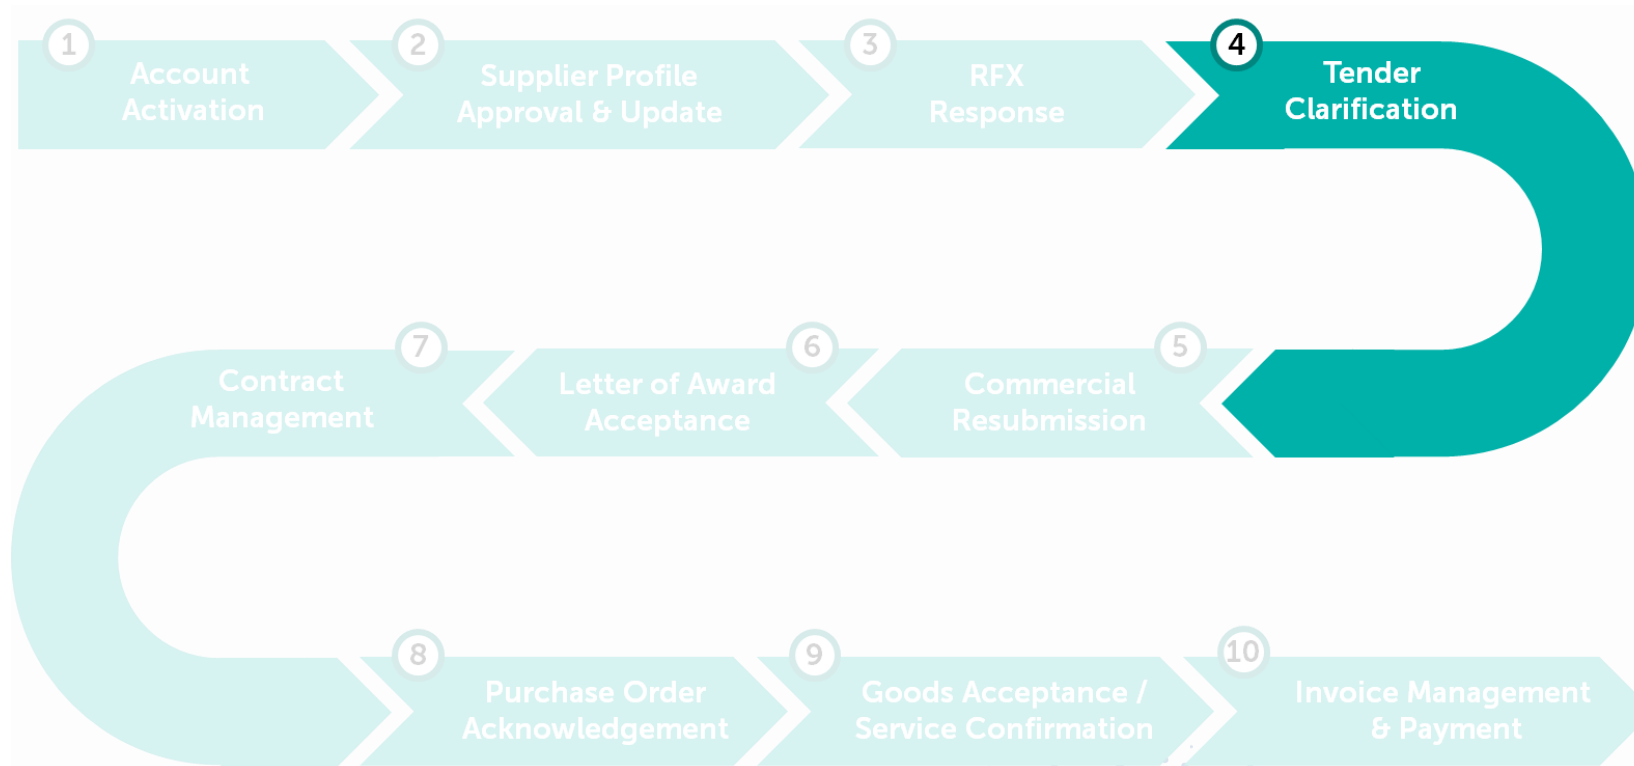 1
Account
Activation
2
Supplier Profile
Approval & Update
3
RFX
Response
4
Tender
Clarification
5
Commercial
Resubmission
6
Letter of Award
Acceptance
7
Contract
Management
8
Purchase Order
Acknowledgement
9
Goods Acceptance /
Service Confirmation
10
Invoice Management
& Payment